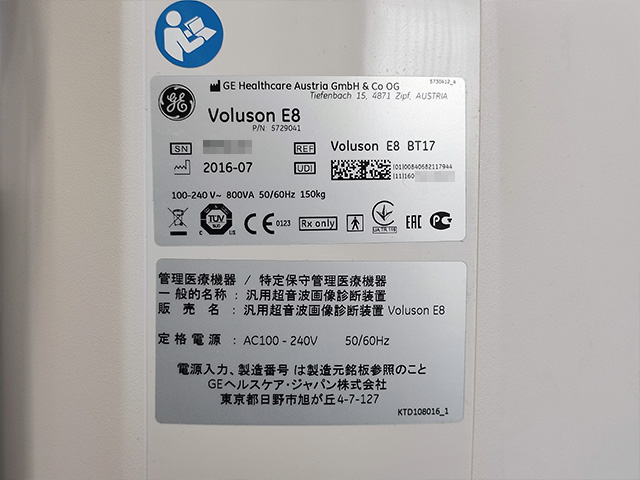 GE Healthcare Austria GmbH & Co OG
5730612_6
Tiefenbach 15, 4871 Zipf, AUSTRIA
GE
Voluson E8
P/N: 5729041
SN
REF Voluson E8 BT17
2016-07
UDI (01)00840682117944
(11)160
100-240 V~ 800VA 50/60Hz 150kg
TÜV
SÜD
C US
CE 0123
Rx only
UA.TR.116
EAC
管理医療機器 / 特定保守管理医療機器
一般的名称 : 汎用超音波画像診断装置
販売名 : 汎用超音波画像診断装置 Voluson E8
定格電源 : AC100 - 240V 50/60Hz
電源入力、製造番号 は製造元銘板参照のこと
GEヘルスケア・ジャパン株式会社
東京都日野市旭が丘4-7-127
KTD108016_1